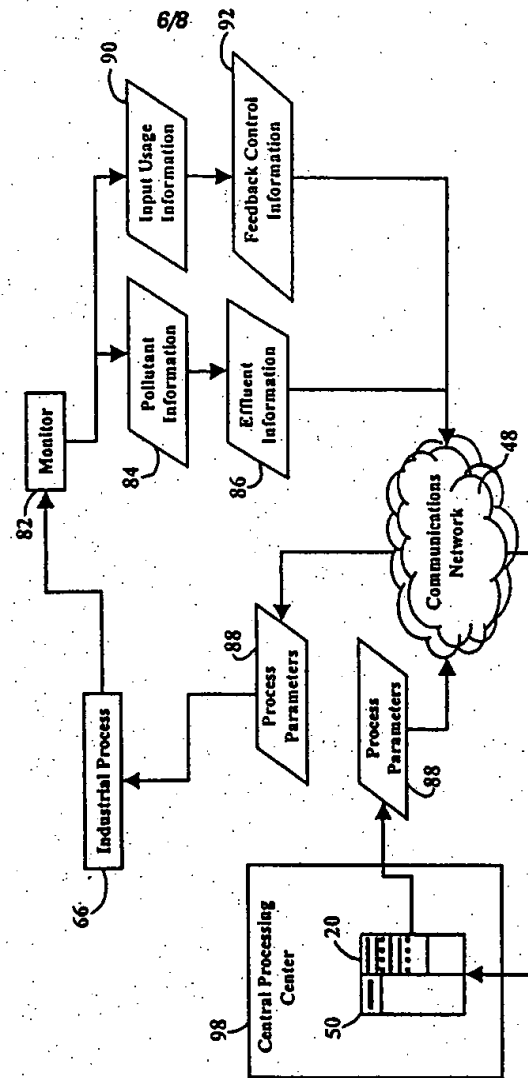 6/8
66
Industrial Process
82
Monitor
84
Pollutant
Information
90
Input Usage
Information
86
Effluent
Information
92
Feedback Control
Information
88
Process
Parameters
98
Central Processing
Center
50
20
Process
Parameters
88
Communications
Network
48